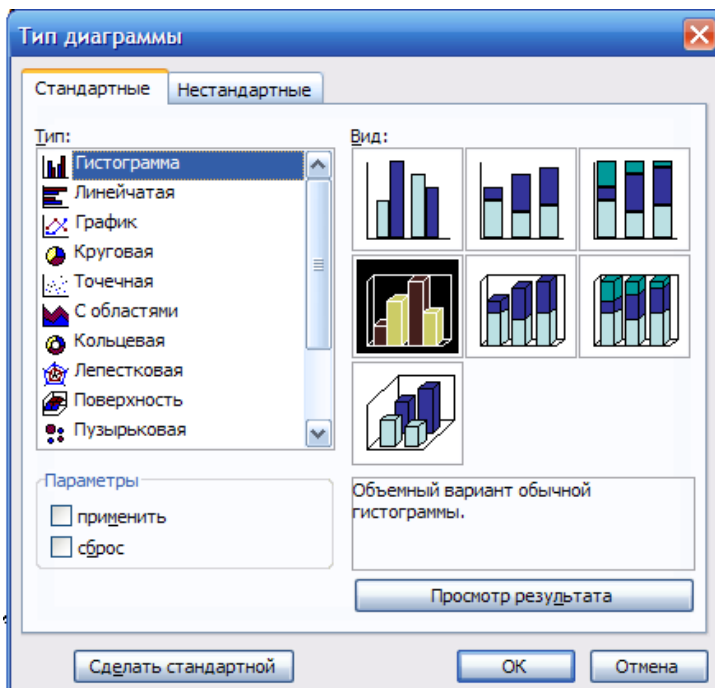 Тип диаграммы
Стандартные
Нестандартные
Тип:
Вид:
Гистограмма
Линейчатая
График
Круговая
Точечная
С областями
Кольцевая
Лепестковая
Поверхность
Пузырьковая
Параметры
применить
сброс
Объемный вариант обычной
гистограммы.
Просмотр результата
Сделать стандартной
ОК
Отмена